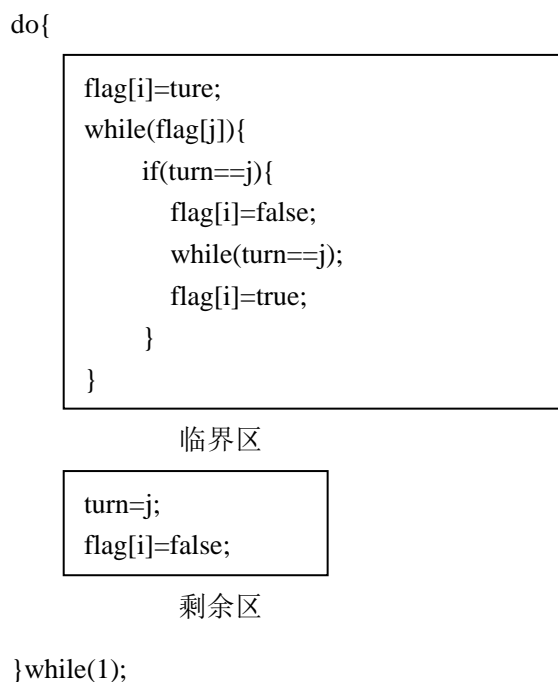 do{
flag[i]=ture;
while(flag[j]){
if(turn==j){
flag[i]=false;
while(turn==j);
flag[i]=true;
}
}
临界区
turn=j;
flag[i]=false;
剩余区
}while(1);